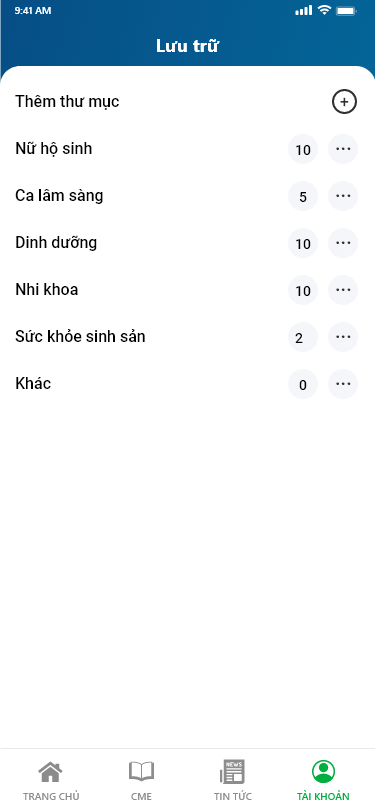 9:41 AM
Lưu trữ
Thêm thư mục
Nữ hộ sinh 10
Ca lâm sàng 5
Dinh dưỡng 10
Nhi khoa 10
Sức khỏe sinh sản 2
Khác 0
NEWS
TRANG CHỦ CME TIN TỨC TÀI KHOẢN